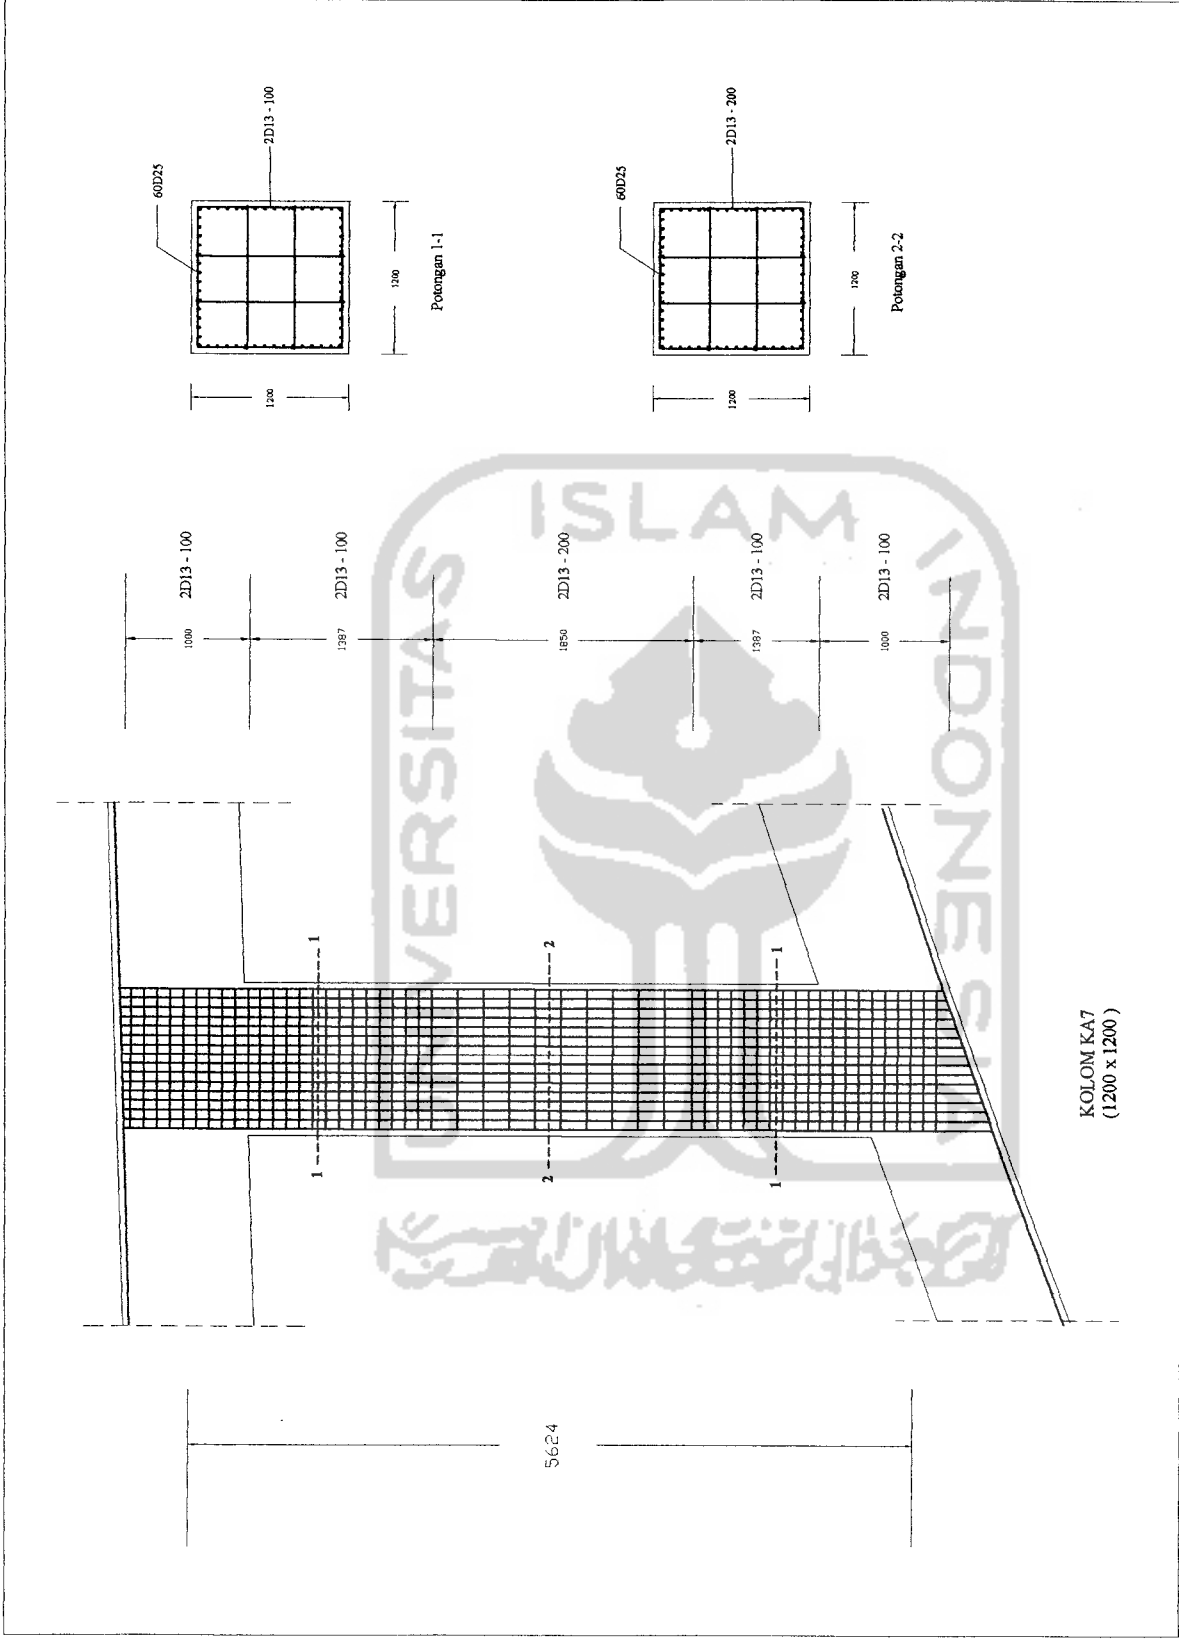 60D25
2D13 - 100
1200
1200
Potongan 1-1
60D25
2D13 - 200
1200
1200
Potongan 2-2
2D13 - 100
1000
2D13 - 100
1387
2D13 - 200
1850
2D13 - 100
1387
2D13 - 100
1000
1
1
2
2
1
1
5624
KOLOM KA7
(1200 x 1200 )
UNIVERSITAS
ISLAM
INDONESIA